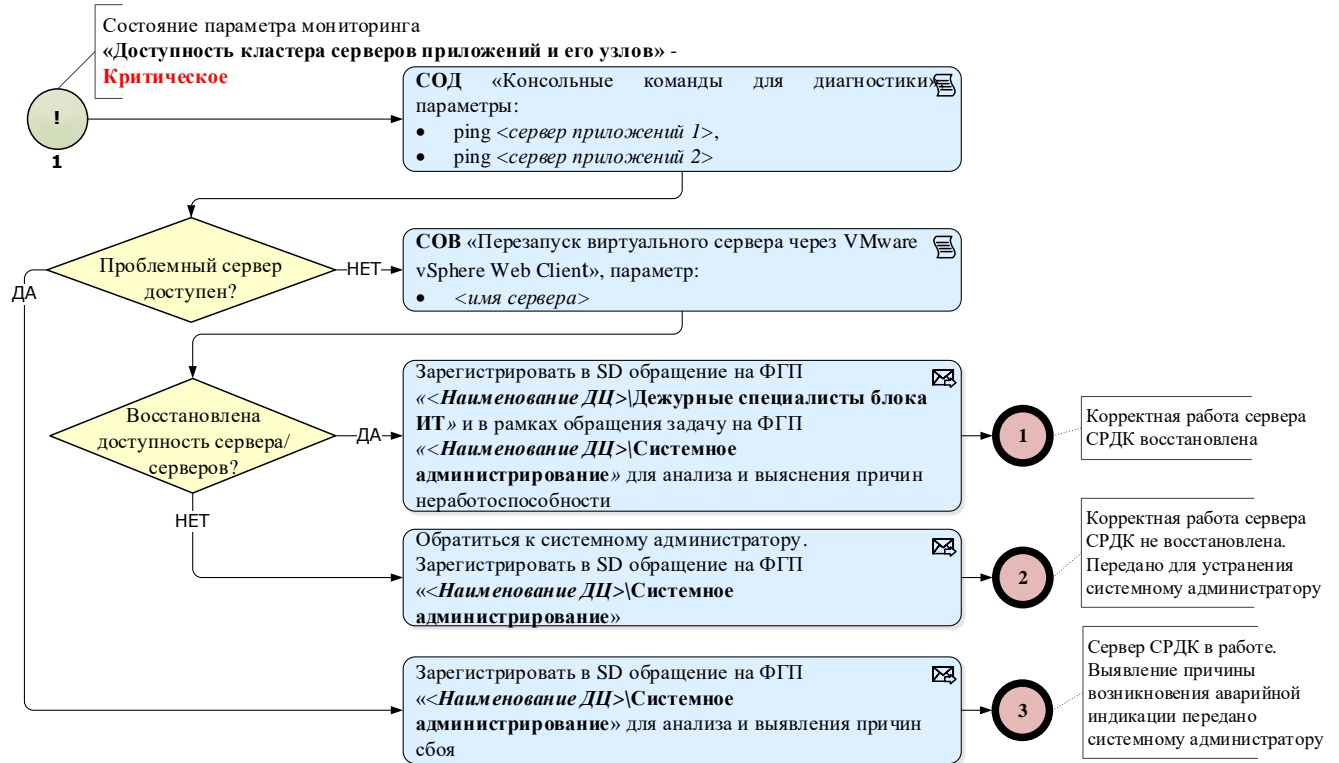 Состояние параметра мониторинга
«Доступность кластера серверов приложений и его узлов» -
Критическое
!
1
СОД «Консольные команды для диагностики»,
параметры:
• ping <сервер приложений 1>,
• ping <сервер приложений 2>
Проблемный сервер
доступен?
НЕТ
ДА
СОВ «Перезапуск виртуального сервера через VMware
vSphere Web Client», параметр:
• <имя сервера>
Восстановлена
доступность сервера/
серверов?
ДА
НЕТ
Зарегистрировать в SD обращение на ФГП
«<Наименование ДЦ>\Дежурные специалисты блока
ИТ» и в рамках обращения задачу на ФГП
«<Наименование ДЦ>\Системное
администрирование» для анализа и выяснения причин
неработоспособности
1
Корректная работа сервера
СРДК восстановлена
Обратиться к системному администратору.
Зарегистрировать в SD обращение на ФГП
«<Наименование ДЦ>\Системное
администрирование»
2
Корректная работа сервера
СРДК не восстановлена.
Передано для устранения
системному администратору
Зарегистрировать в SD обращение на ФГП
«<Наименование ДЦ>\Системное
администрирование» для анализа и выявления причин
сбоя
3
Сервер СРДК в работе.
Выявление причины
возникновения аварийной
индикации передано
системному администратору